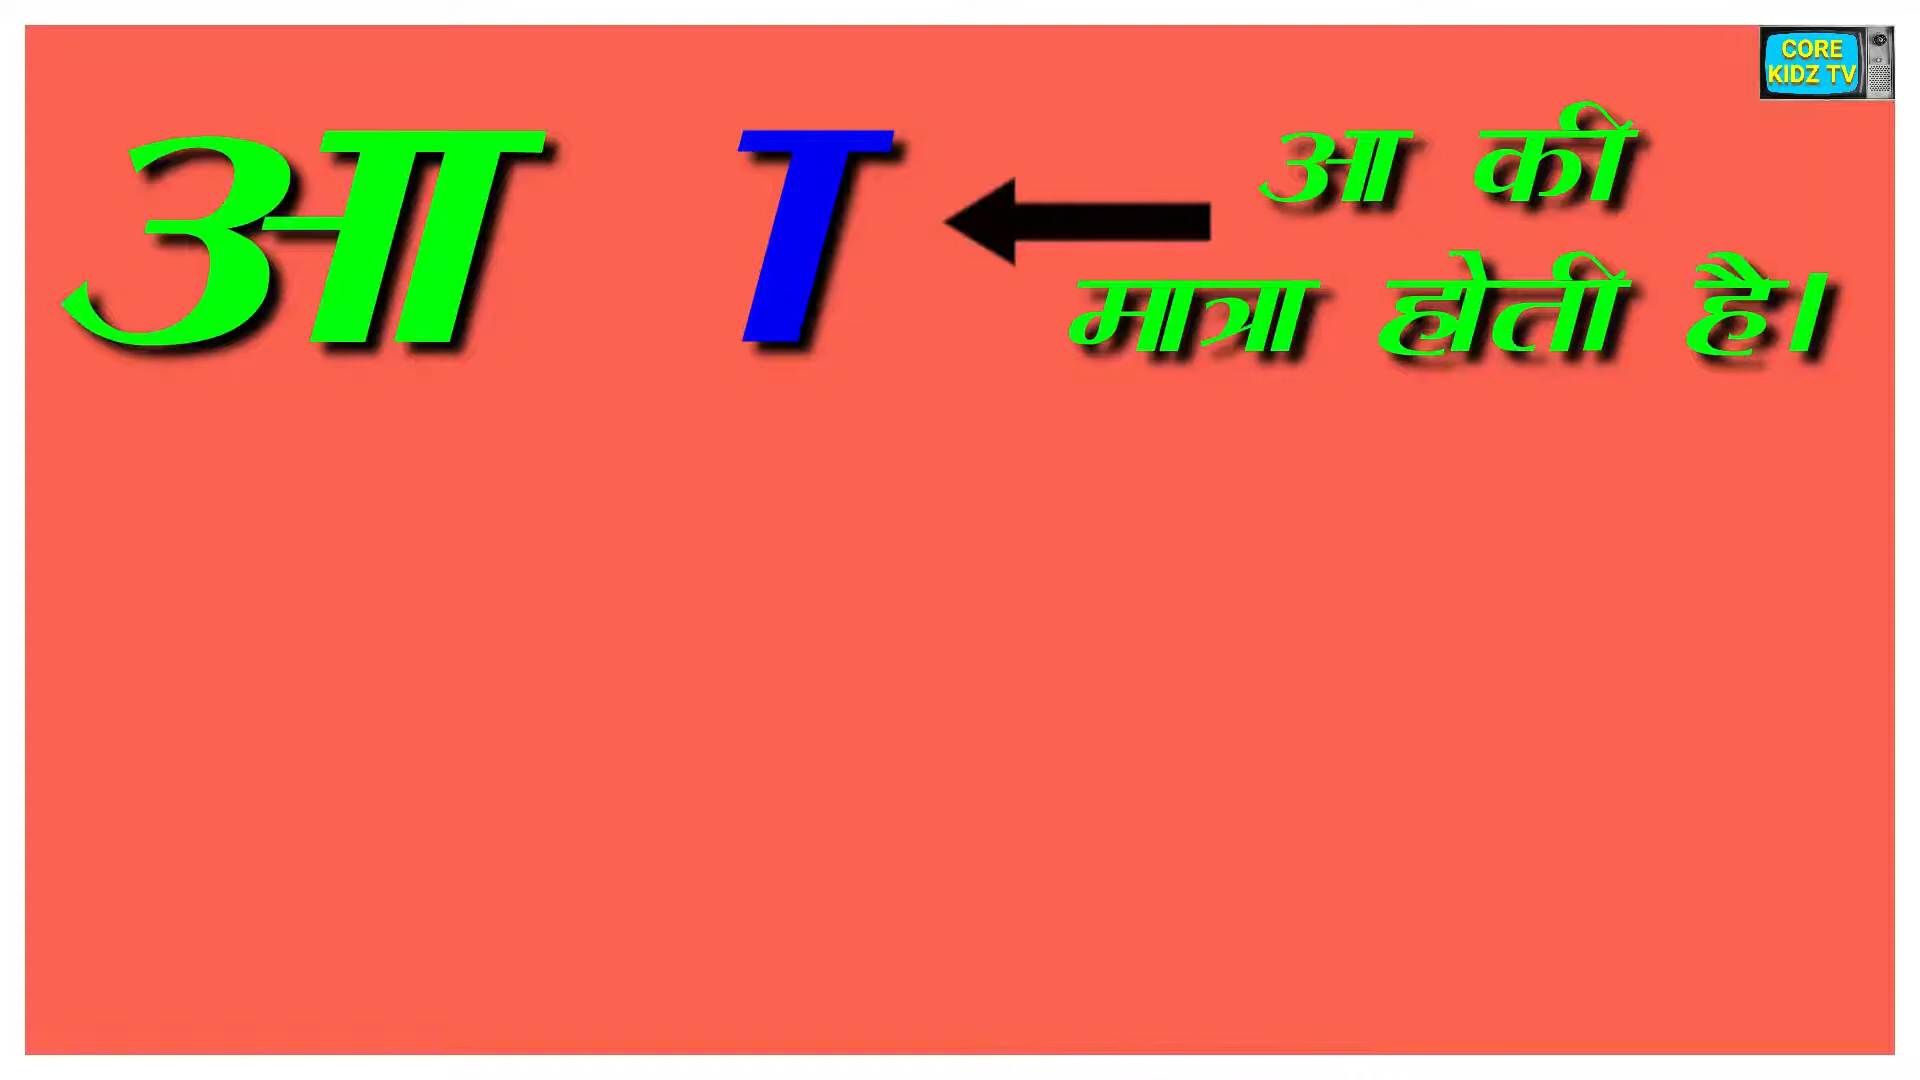 CORE
KIDZ TV
आ ा आ की
मात्रा होती है।